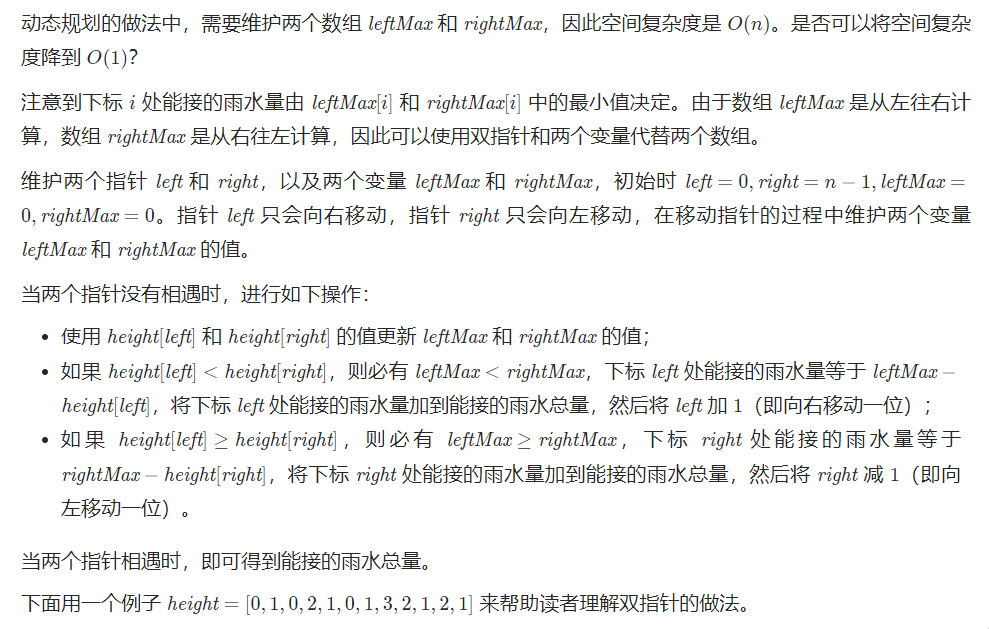 动态规划的做法中，需要维护两个数组 leftMax 和 rightMax，因此空间复杂度是 O(n)。是否可以将空间复杂
度降到 O(1)？
注意到下标 i 处能接的雨水量由 leftMax[i] 和 rightMax[i] 中的最小值决定。由于数组 leftMax 是从左往右计
算，数组 rightMax 是从右往左计算，因此可以使用双指针和两个变量代替两个数组。
维护两个指针 left 和 right，以及两个变量 leftMax 和 rightMax，初始时 left = 0, right = n − 1, leftMax =
0, rightMax = 0。指针 left 只会向右移动，指针 right 只会向左移动，在移动指针的过程中维护两个变量
leftMax 和 rightMax 的值。
当两个指针没有相遇时，进行如下操作：
• 使用 height[left] 和 height[right] 的值更新 leftMax 和 rightMax 的值；
• 如果 height[left] < height[right]，则必有 leftMax < rightMax，下标 left 处能接的雨水量等于 leftMax −
height[left]，将下标 left 处能接的雨水量加到能接的雨水总量，然后将 left 加 1（即向右移动一位）；
• 如果 height[left] ≥ height[right]，则必有 leftMax ≥ rightMax，下标 right 处能接的雨水量等于
rightMax − height[right]，将下标 right 处能接的雨水量加到能接的雨水总量，然后将 right 减 1（即向
左移动一位）。
当两个指针相遇时，即可得到能接的雨水总量。
下面用一个例子 height = [0, 1, 0, 2, 1, 0, 1, 3, 2, 1, 2, 1] 来帮助读者理解双指针的做法。